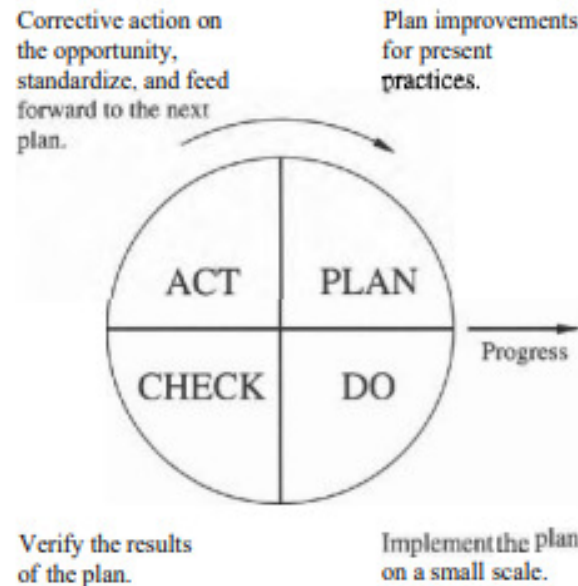 Corrective action on
the opportunity,
standardize, and feed
forward to the next
plan.
Plan improvements
for present
practices.
ACT
PLAN
Progress
CHECK
DO
Verify the results
of the plan.
Implement the plan
on a small scale.